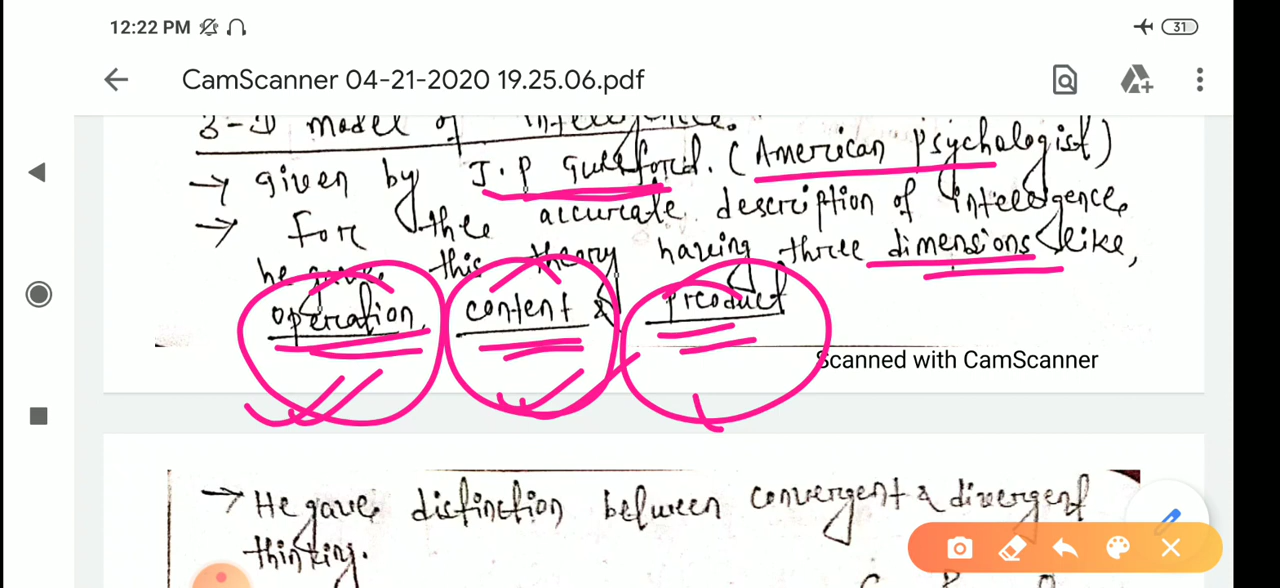 12:22 PM 31
CamScanner 04-21-2020 19.25.06.pdf
3-D model of intelligence.
→ given by J.P Guilford. (American psychologist)
→ For thee accurate description of intelligence
he gave this theory having three dimensions like,
operation, content & product
Scanned with CamScanner
→ He gave distinction between convergent & divergent
thinking.